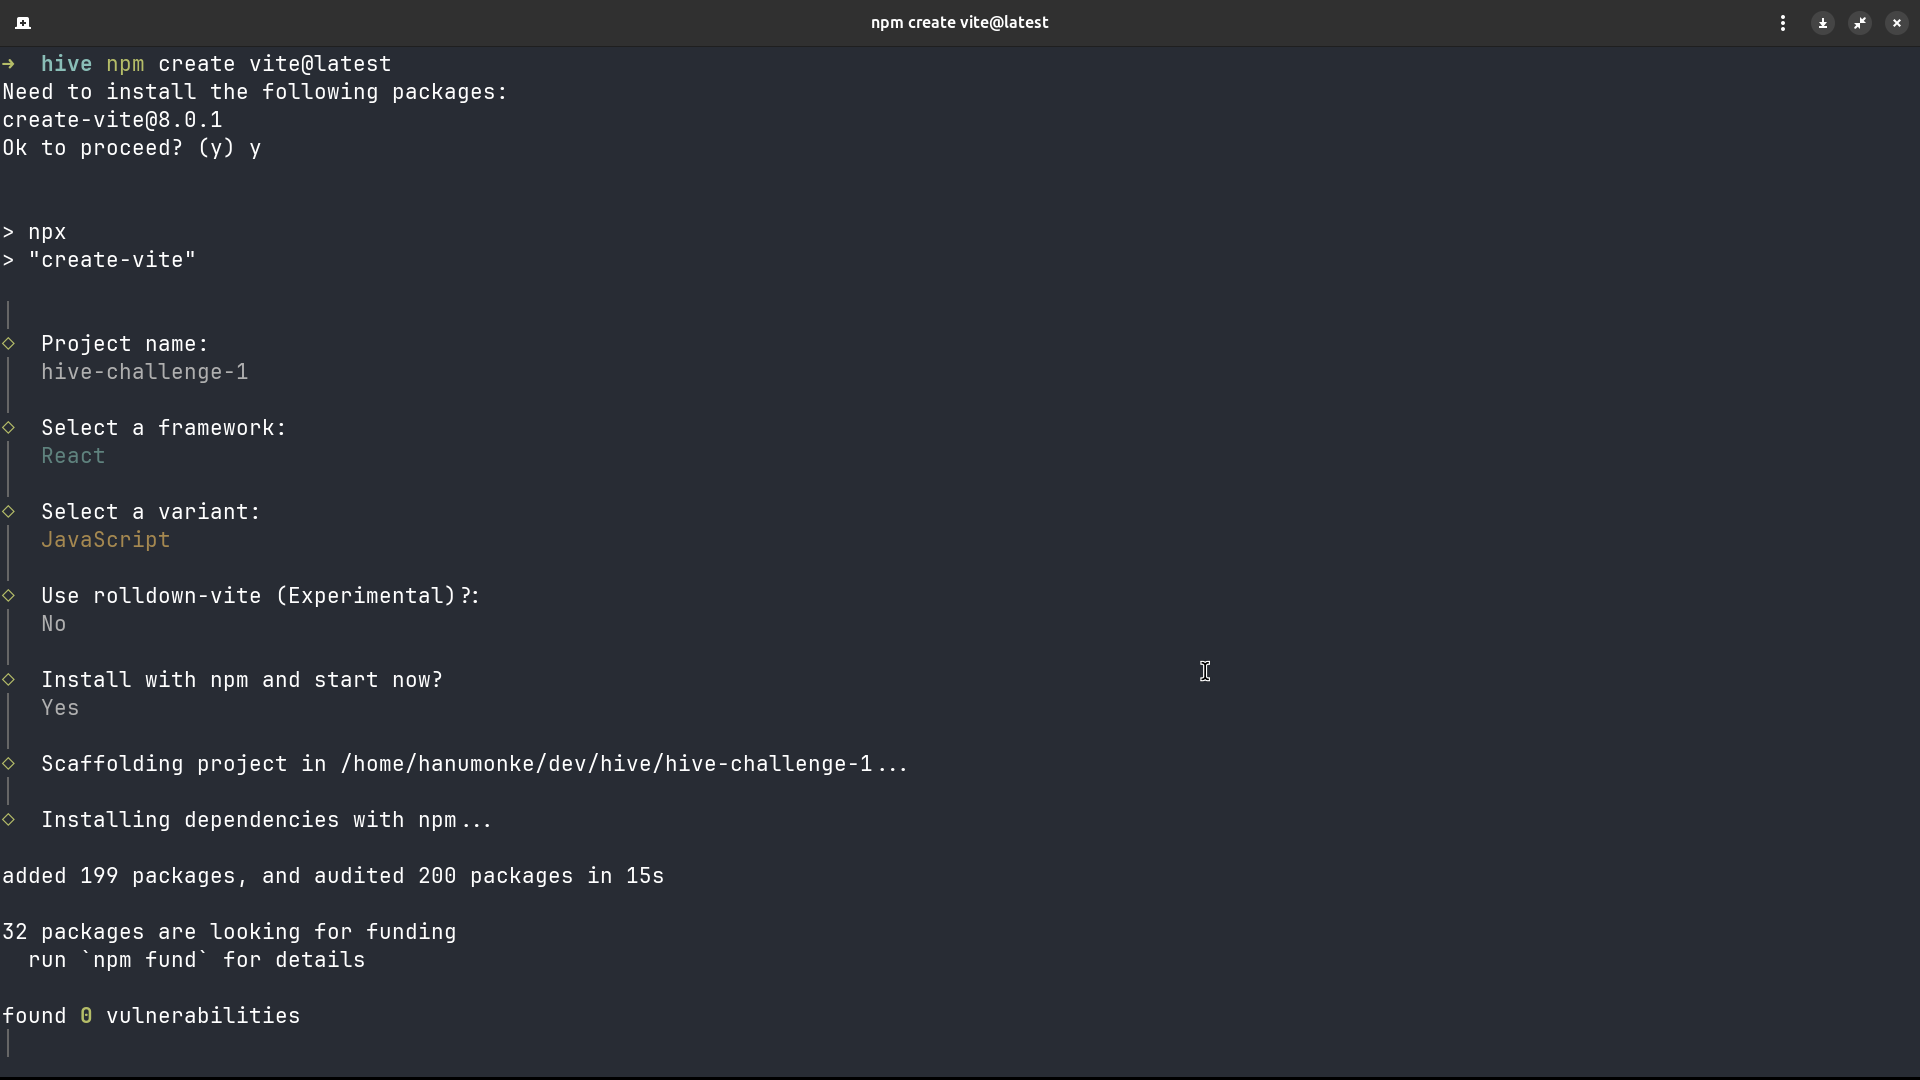 npm create vite@latest
→ hive npm create vite@latest
Need to install the following packages:
create-vite@8.0.1
Ok to proceed? (y) y
> npx
> "create-vite"
Project name:
hive-challenge-1
Select a framework:
React
Select a variant:
JavaScript
Use rolldown-vite (Experimental)?:
No
Install with npm and start now?
Yes
Scaffolding project in /home/hanumonke/dev/hive/hive-challenge-1...
Installing dependencies with npm...
added 199 packages, and audited 200 packages in 15s
32 packages are looking for funding
  run `npm fund` for details
found 0 vulnerabilities